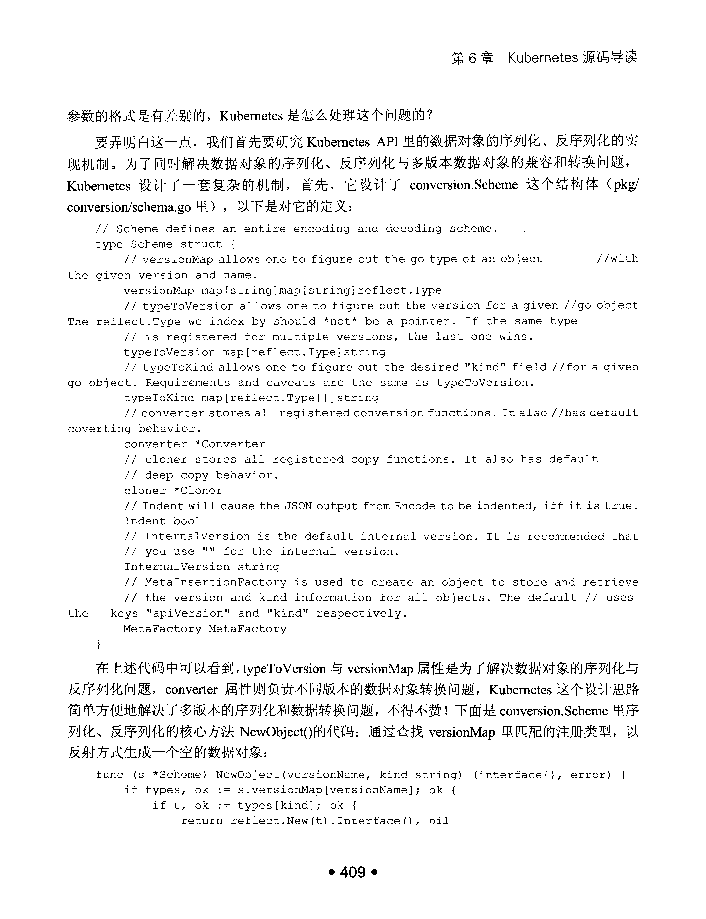 第 6 章 Kubernetes 源码导读
参数的格式是有差别的，Kubernetes 是怎么处理这个问题的？
要弄明白这一点，我们首先要研究 Kubernetes API 里的数据对象的序列化、反序列化的实
现机制。为了同时解决数据对象的序列化、反序列化与多版本数据对象的兼容和转换问题，
Kubernetes 设计了一套复杂的机制，首先，它设计了 conversion.Scheme 这个结构体（pkg/
conversion/schema.go 里），以下是对它的定义：
// Scheme defines an entire encoding and decoding scheme.
type Scheme struct {
// versionMap allows one to figure out the go type of an object //with
the given version and name.
versionMap map[string]map[string]reflect.Type
// typeToVersion allows one to figure out the version for a given //go object
The reflect.Type we index by should *not* be a pointer. If the same type
// is registered for multiple versions, the last one wins.
typeToVersion map[reflect.Type]string
// typeToKind allows one to figure out the desired "kind" field //for a given
go object. Requirements and caveats are the same as typeToVersion.
typeToKind map[reflect.Type][]string
// converter stores all registered conversion functions. It also //has default
coverting behavior.
converter *Converter
// cloner stores all registered copy functions. It also has default
// deep copy behavior.
cloner *Cloner
// Indent will cause the JSON output from Encode to be indented, iff it is true.
Indent bool
// InternalVersion is the default internal version. It is recommended that
// you use "" for the internal version.
InternalVersion string
// MetaInsertionFactory is used to create an object to store and retrieve
// the version and kind information for all objects. The default // uses
the keys "apiVersion" and "kind" respectively.
MetaFactory MetaFactory
}
在上述代码中可以看到，typeToVersion 与 versionMap 属性是为了解决数据对象的序列化与
反序列化问题，converter 属性则负责不同版本的数据对象转换问题，Kubernetes 这个设计思路
简单方便地解决了多版本的序列化和数据转换问题，不得不赞！下面是 conversion.Scheme 里序
列化、反序列化的核心方法 NewObject()的代码：通过查找 versionMap 里匹配的注册类型，以
反射方式生成一个空的数据对象：
func (s *Scheme) NewObject(versionName, kind string) (interface{}, error) {
if types, ok := s.versionMap[versionName]; ok {
if t, ok := types[kind]; ok {
return reflect.New(t).Interface(), nil
• 409 •